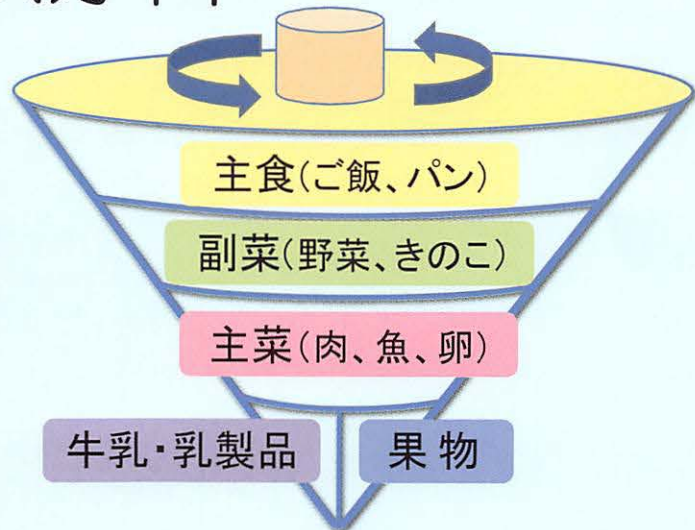 主食(ご飯、パン)
副菜(野菜、きのこ)
主菜(肉、魚、卵)
牛乳・乳製品
果物